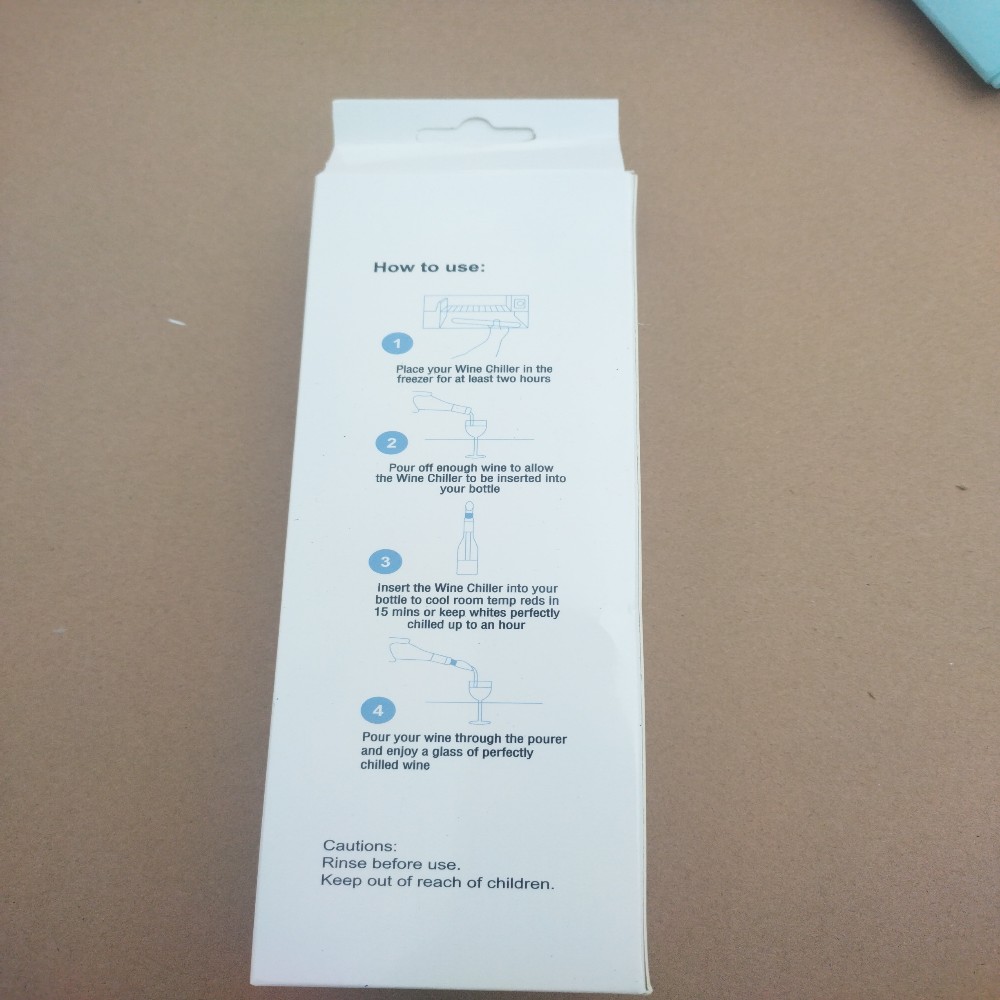 How to use:
1
Place your Wine Chiller in the
freezer for at least two hours
2
Pour off enough wine to allow
the Wine Chiller to be inserted into
your bottle
3
Insert the Wine Chiller into your
bottle to cool room temp reds in
15 mins or keep whites perfectly
chilled up to an hour
4
Pour your wine through the pourer
and enjoy a glass of perfectly
chilled wine
Cautions:
Rinse before use.
Keep out of reach of children.